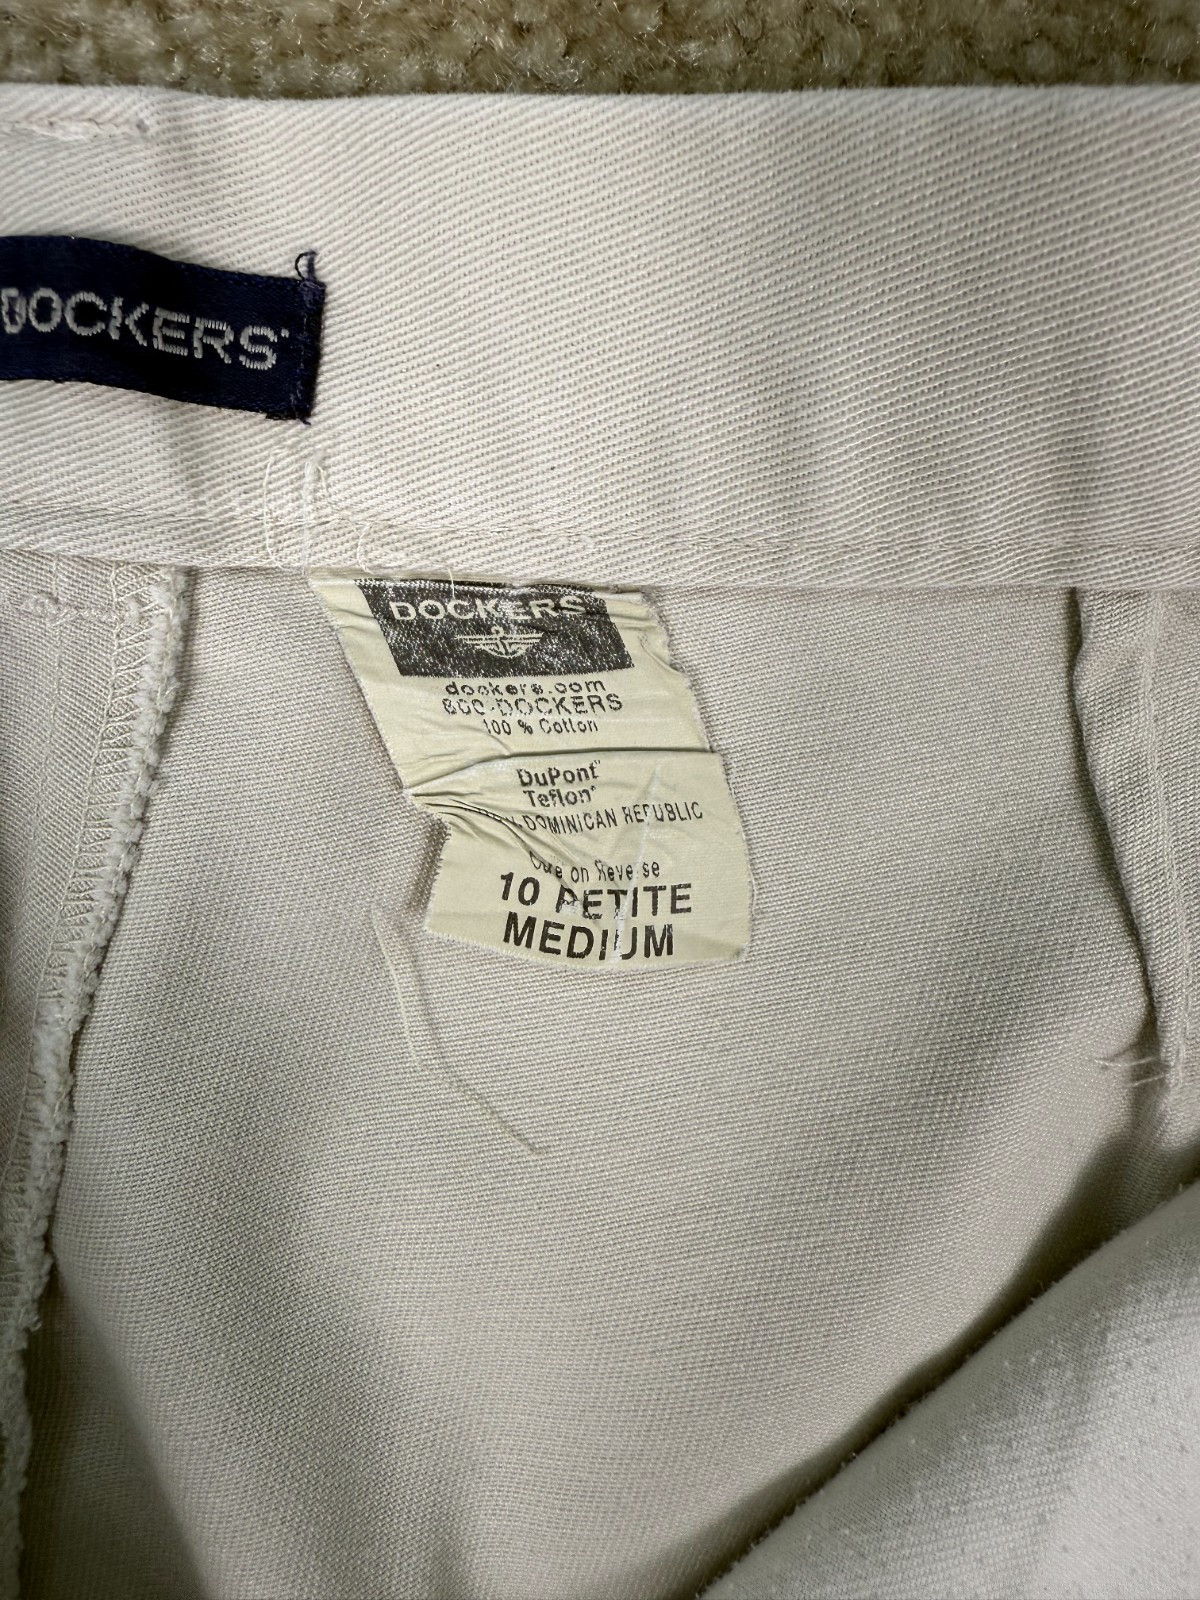 DOCKERS
DOCKERS
dockers.com
800-DOCKERS
100 % Cotton
DuPont
Teflon
DOMINICAN REPUBLIC
Care on Reverse
10 PETITE
MEDIUM